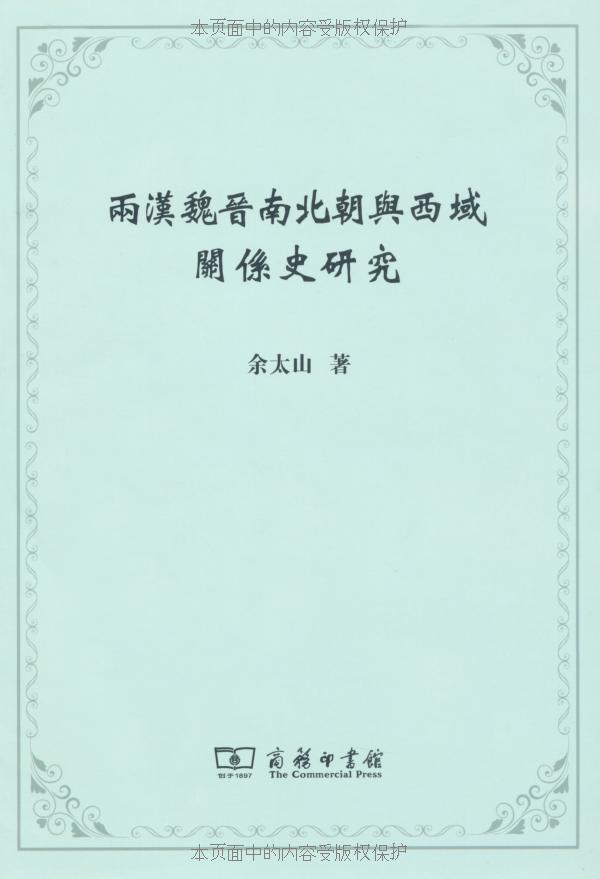 本页面中的内容受版权保护
兩漢魏晉南北朝與西域
關係史研究
余太山 著
商務印書館
创于1897 The Commercial Press
本页面中的内容受版权保护